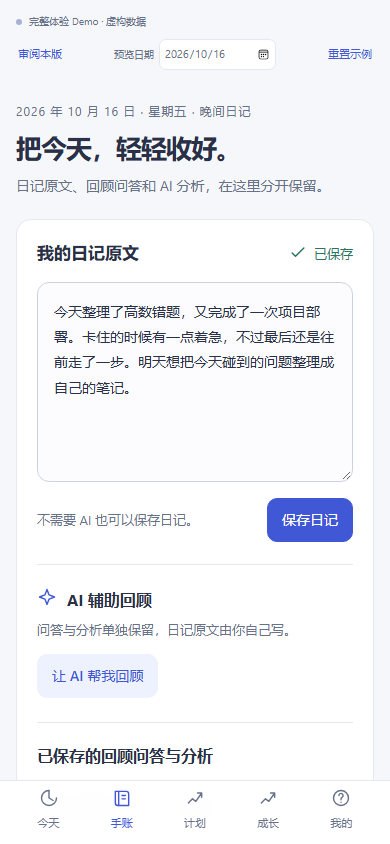 完整体验 Demo · 虚构数据
审阅本版 预览日期 2026/10/16 重置示例
2026 年 10 月 16 日 · 星期五 · 晚间日记
把今天，轻轻收好。
日记原文、回顾问答和 AI 分析，在这里分开保留。
我的日记原文 已保存
今天整理了高数错题，又完成了一次项目部
署。卡住的时候有一点着急，不过最后还是往
前走了一步。明天想把今天碰到的问题整理成
自己的笔记。
不需要 AI 也可以保存日记。 保存日记
AI 辅助回顾
问答与分析单独保留，日记原文由你自己写。
让 AI 帮我回顾
已保存的回顾问答与分析
今天 手账 计划 成长 我的